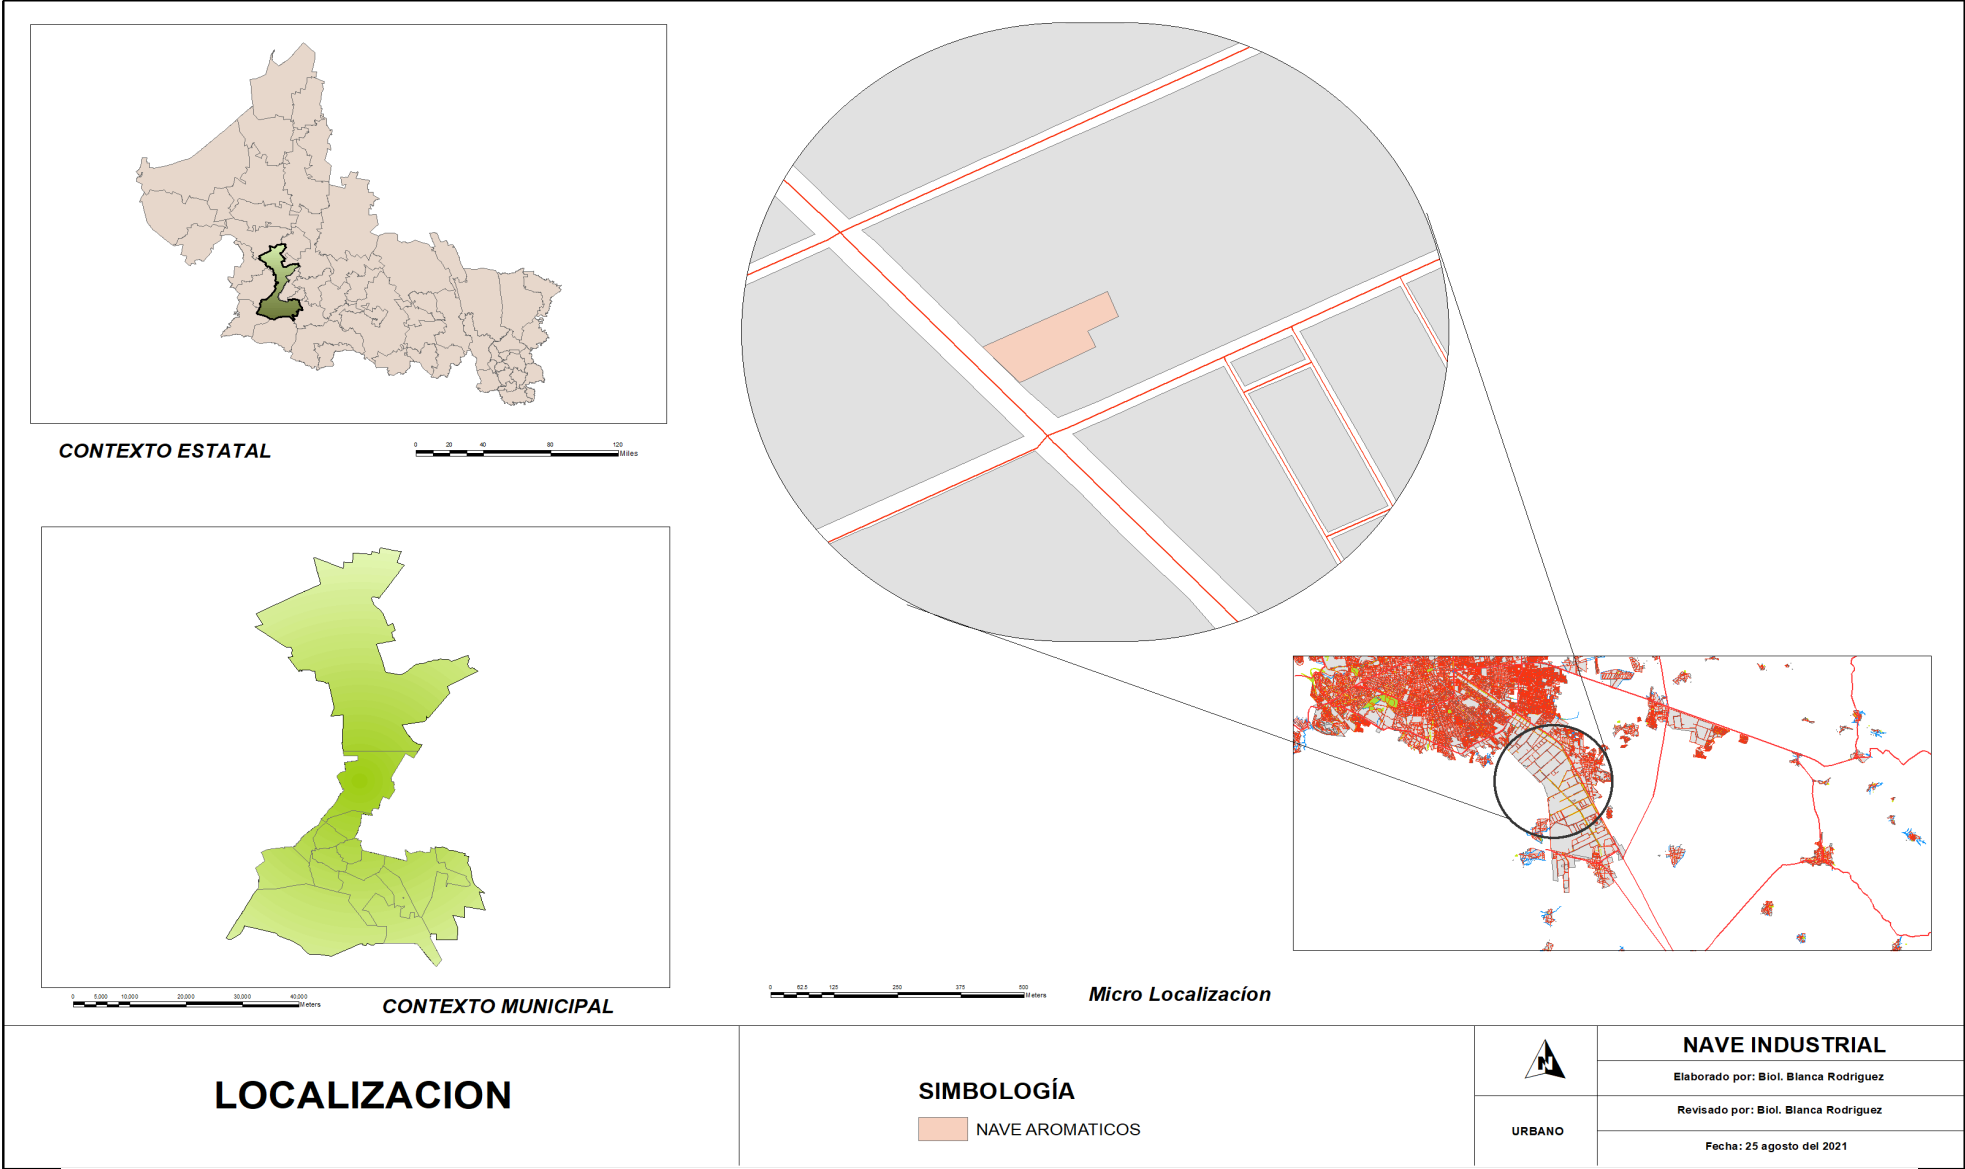 CONTEXTO ESTATAL
0 20 40 80 120
Miles
0 5,000 10,000 20,000 30,000 40,000
Meters
CONTEXTO MUNICIPAL
0 62.5 125 250 375 500
Meters
Micro Localizacíon
LOCALIZACION
SIMBOLOGÍA
NAVE AROMATICOS
N
URBANO
NAVE INDUSTRIAL
Elaborado por: Biol. Blanca Rodriguez
Revisado por: Biol. Blanca Rodriguez
Fecha: 25 agosto del 2021